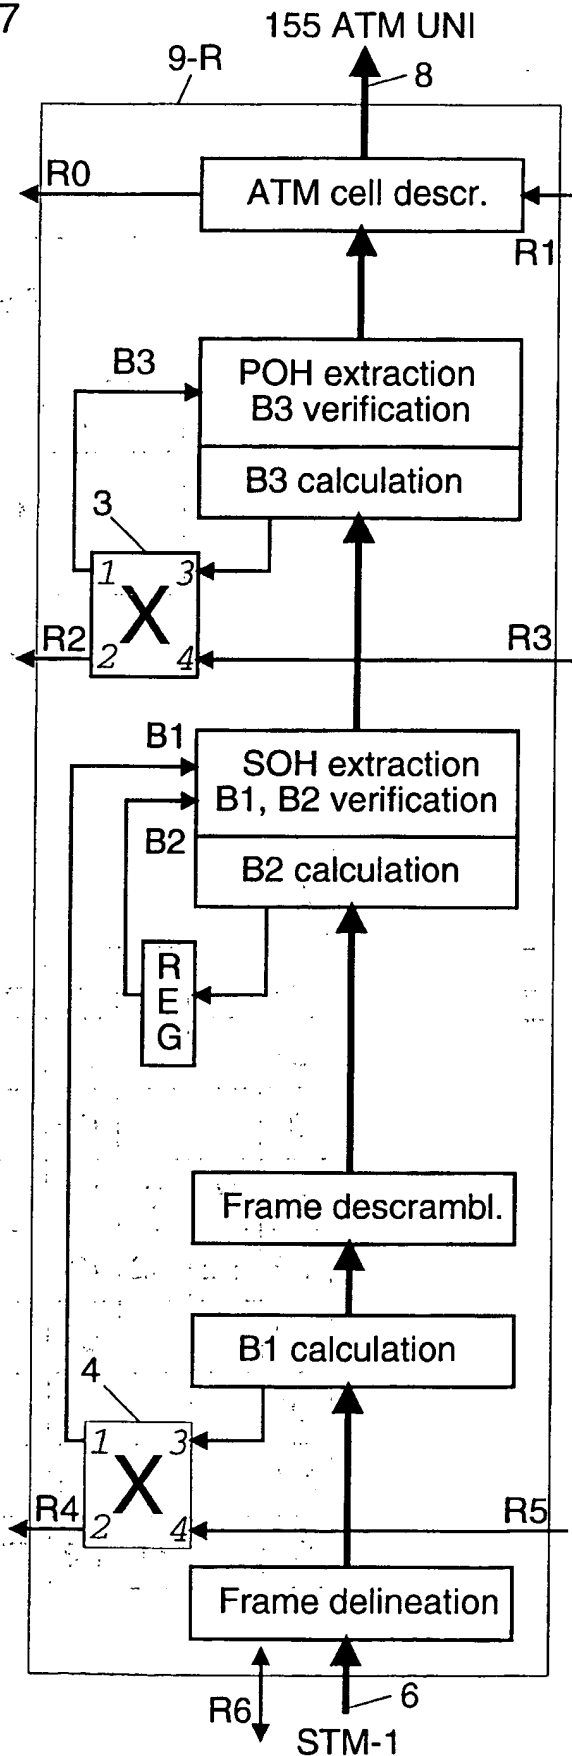 7
155 ATM UNI
9-R
8
R0
ATM cell descr.
R1
B3
POH extraction
B3 verification
B3 calculation
3
1 3
X
2 4
R2
R3
B1
SOH extraction
B1, B2 verification
B2
B2 calculation
R
E
G
Frame descrambl.
B1 calculation
4
1 3
X
2 4
R4
R5
Frame delineation
R6
6
STM-1